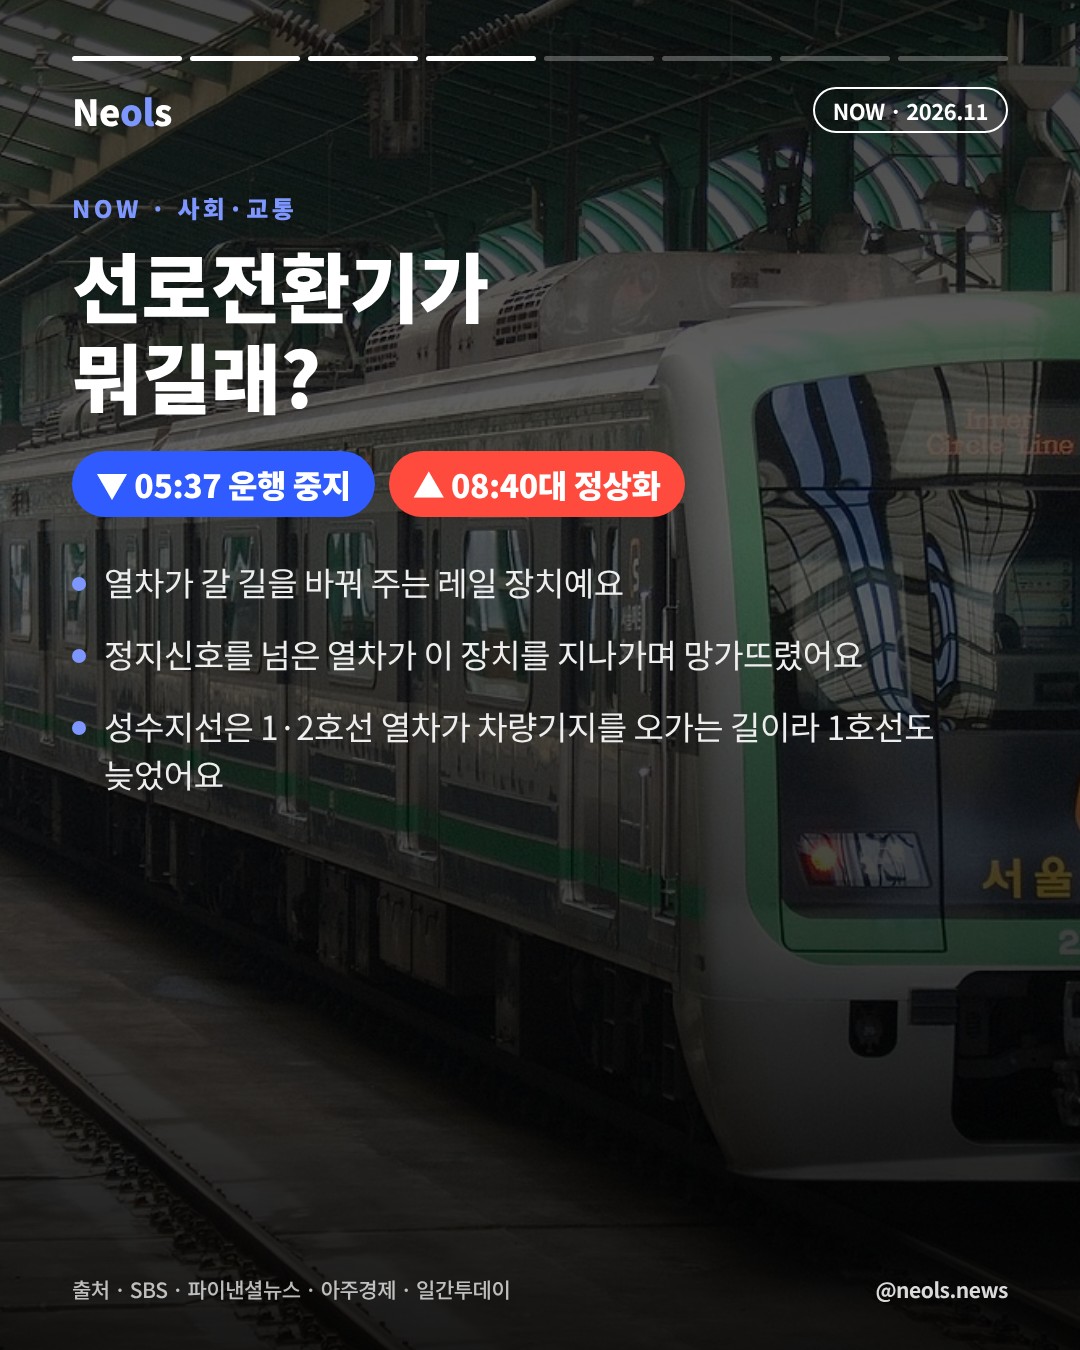 Neols
NOW · 2026.11
NOW · 사회·교통
선로전환기가
뭐길래?
▼ 05:37 운행 중지
▲ 08:40대 정상화
열차가 갈 길을 바꿔 주는 레일 장치예요
정지신호를 넘은 열차가 이 장치를 지나가며 망가뜨렸어요
성수지선은 1·2호선 열차가 차량기지를 오가는 길이라 1호선도
늦었어요
Inner
Circle Line
서울
2
출처 · SBS · 파이낸셜뉴스 · 아주경제 · 일간투데이
@neols.news